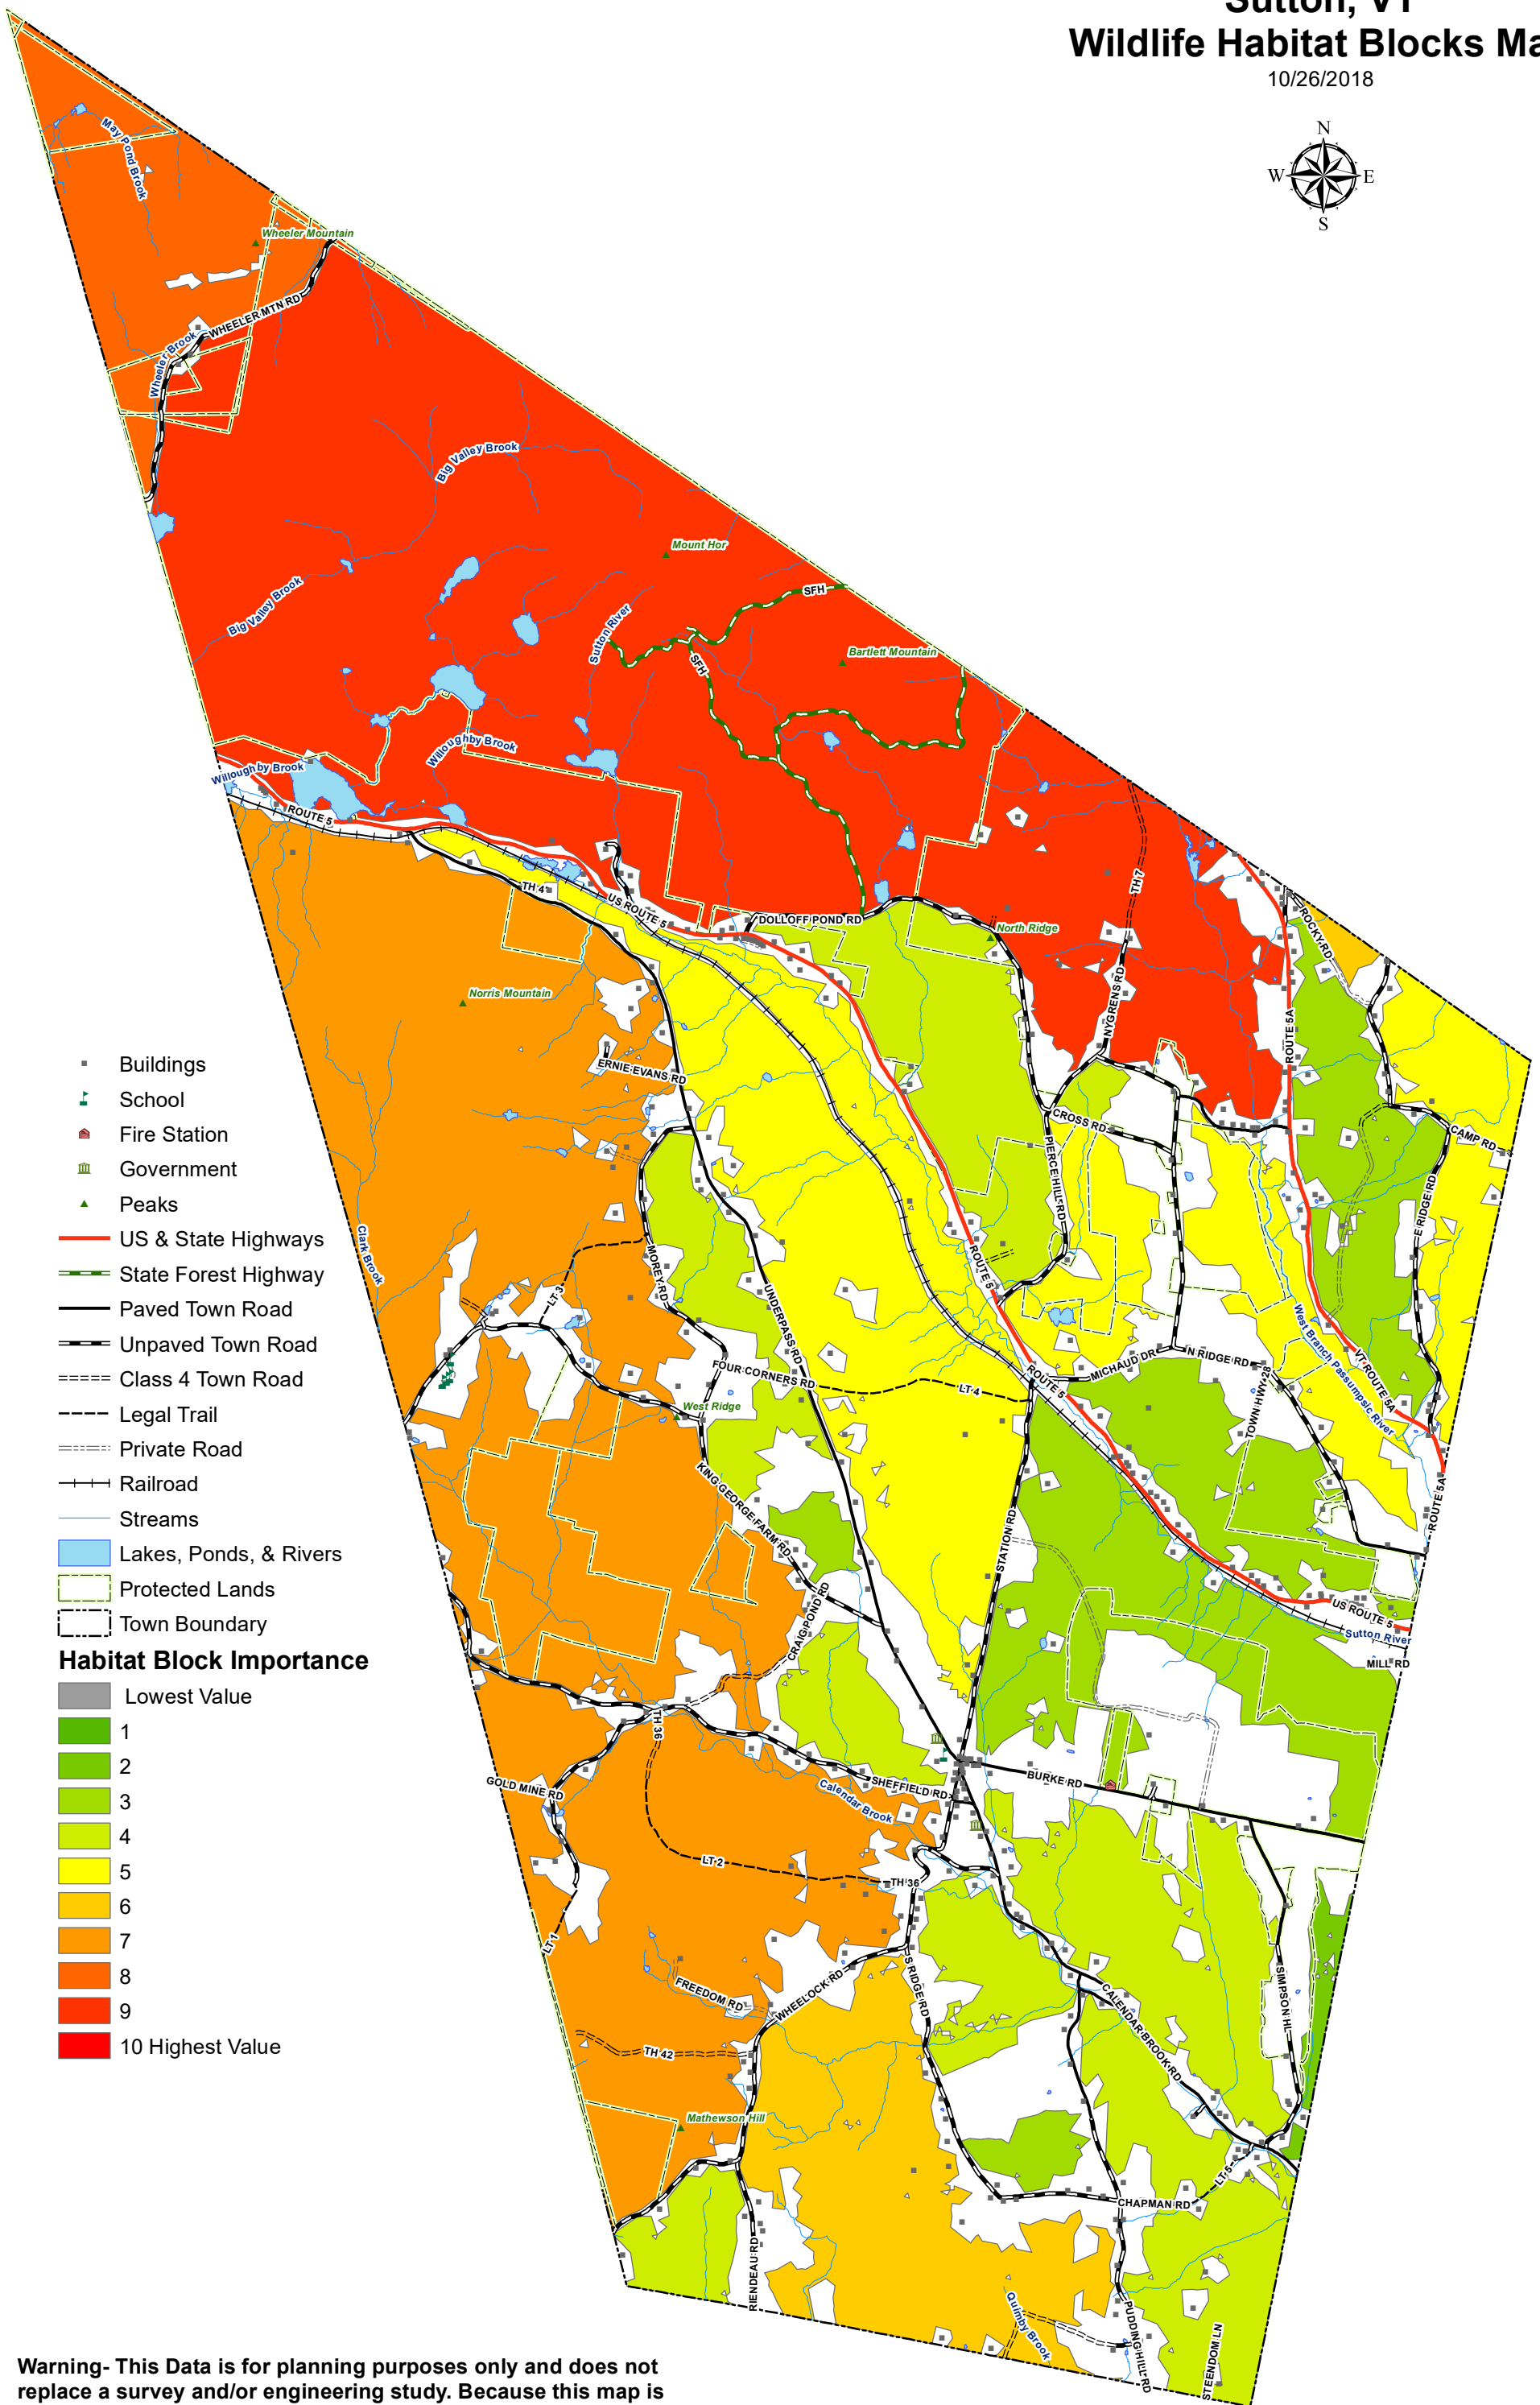 Sutton, VT
Wildlife Habitat Blocks Ma
10/26/2018
N
W
E
S
May Pond Brook
Wheeler Mountain
WHEELER MTN RD
Wheeler Brook
Big Valley Brook
Mount Hor
SFH
Big Valley Brook
Sutton River
SFH
Bartlett Mountain
Willoughby Brook
Willoughby Brook
ROUTE 5
TH 7
TH 4
US ROUTE 5
DOLLOFF POND RD
North Ridge
ROCKY RD
NYGRENS RD
Norris Mountain
ROUTE 5A
ERNIE EVANS RD
CROSS RD
CAMP RD
PIERCE HILL RD
E RIDGE RD
Clark Brook
MOREY RD
ROUTE 5
LT 3
UNDERPASS RD
West Branch Passumpsic River
FOUR CORNERS RD
LT 4
ROUTE 5
MICHAUD DR
N RIDGE RD
VT ROUTE 5A
TOWN HWY 28
West Ridge
KING GEORGE FARM RD
STATION RD
ROUTE 5A
CRAIG POND RD
US ROUTE 5
Sutton River
MILL RD
TH 36
GOLD MINE RD
SHEFFIELD RD
Calendar Brook
BURKE RD
LT 2
TH 36
LT 1
S RIDGE RD
SIMPSON HL
FREEDOM RD
WHEELOCK RD
CALENDAR BROOK RD
TH 42
Mathewson Hill
LT 5
CHAPMAN RD
RIENDEAU RD
Quimby Brook
PUDDING HILL RD
STEENDOM LN
Buildings
School
Fire Station
Government
Peaks
US & State Highways
State Forest Highway
Paved Town Road
Unpaved Town Road
Class 4 Town Road
Legal Trail
Private Road
Railroad
Streams
Lakes, Ponds, & Rivers
Protected Lands
Town Boundary
Habitat Block Importance
Lowest Value
1
2
3
4
5
6
7
8
9
10 Highest Value
Warning- This Data is for planning purposes only and does not
replace a survey and/or engineering study. Because this map is